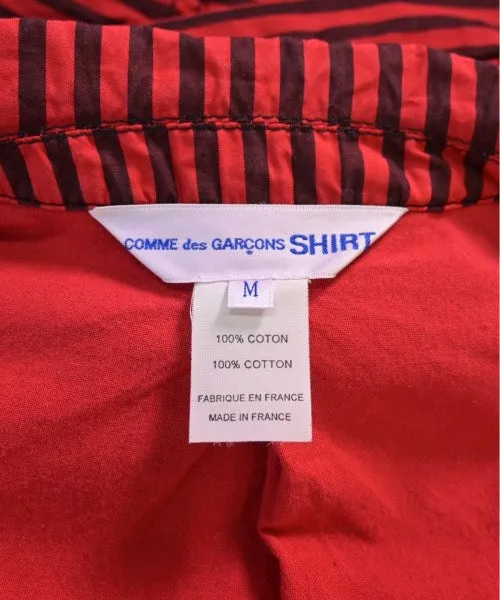 COMME des GARÇONS SHIRT
M
100% COTON
100% COTTON
FABRIQUE EN FRANCE
MADE IN FRANCE